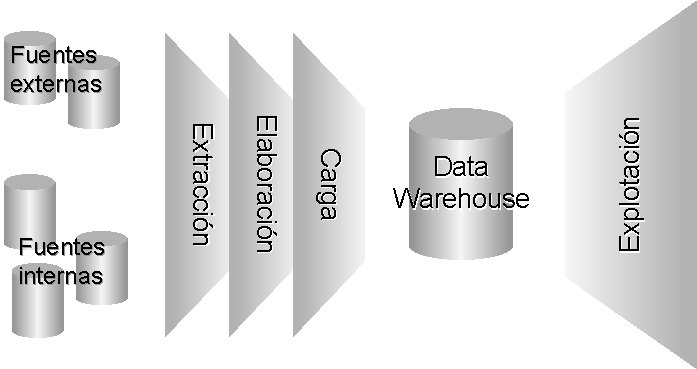 Fuentes
externas
Fuentes
internas
Extracción
Elaboración
Carga
Data
Warehouse
Explotación